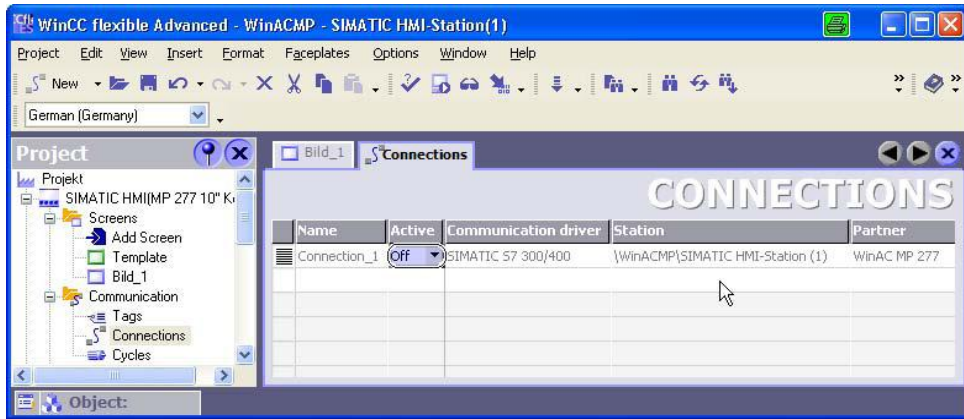 WinCC flexible Advanced - WinACMP - SIMATIC HMI-Station(1)
Project Edit View Insert Format Faceplates Options Window Help
New
German (Germany)
Project
Bild_1 Connections
Projekt
SIMATIC HMI(MP 277 10" K
Screens
Add Screen
Template
Bild_1
Communication
Tags
Connections
Cycles
CONNECTIONS
Name Active Communication driver Station Partner
Connection_1 Off SIMATIC S7 300/400 \WinACMP\SIMATIC HMI-Station (1) WinAC MP 277
Object: